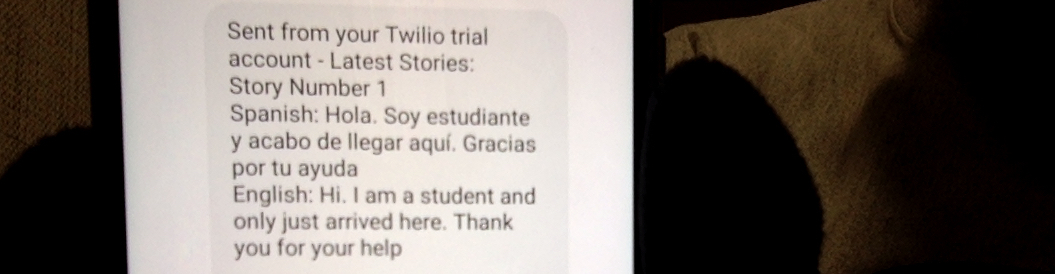 Sent from your Twilio trial
account - Latest Stories:
Story Number 1
Spanish: Hola. Soy estudiante
y acabo de llegar aquí. Gracias
por tu ayuda
English: Hi. I am a student and
only just arrived here. Thank
you for your help